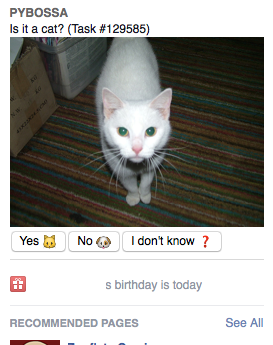 PYBOSSA
Is it a cat? (Task #129585)
Yes
No
I don't know ❓
s birthday is today
RECOMMENDED PAGES
See All